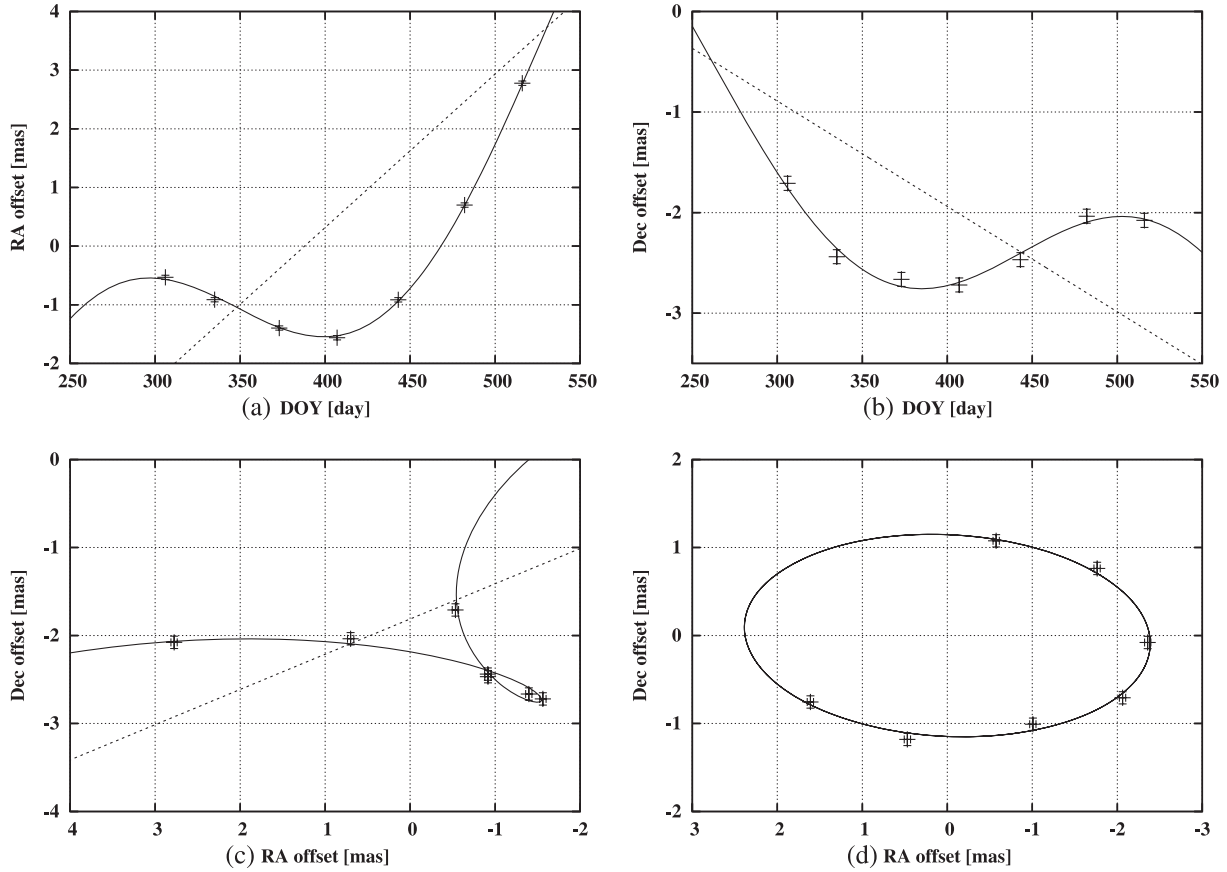 4
3
2
1
0
-1
-2
RA offset [mas]
250 300 350 400 450 500 550
(a) DOY [day]
0
-1
-2
-3
Dec offset [mas]
250 300 350 400 450 500 550
(b) DOY [day]
0
-1
-2
-3
-4
Dec offset [mas]
4 3 2 1 0 -1 -2
(c) RA offset [mas]
2
1
0
-1
-2
Dec offset [mas]
3 2 1 0 -1 -2 -3
(d) RA offset [mas]